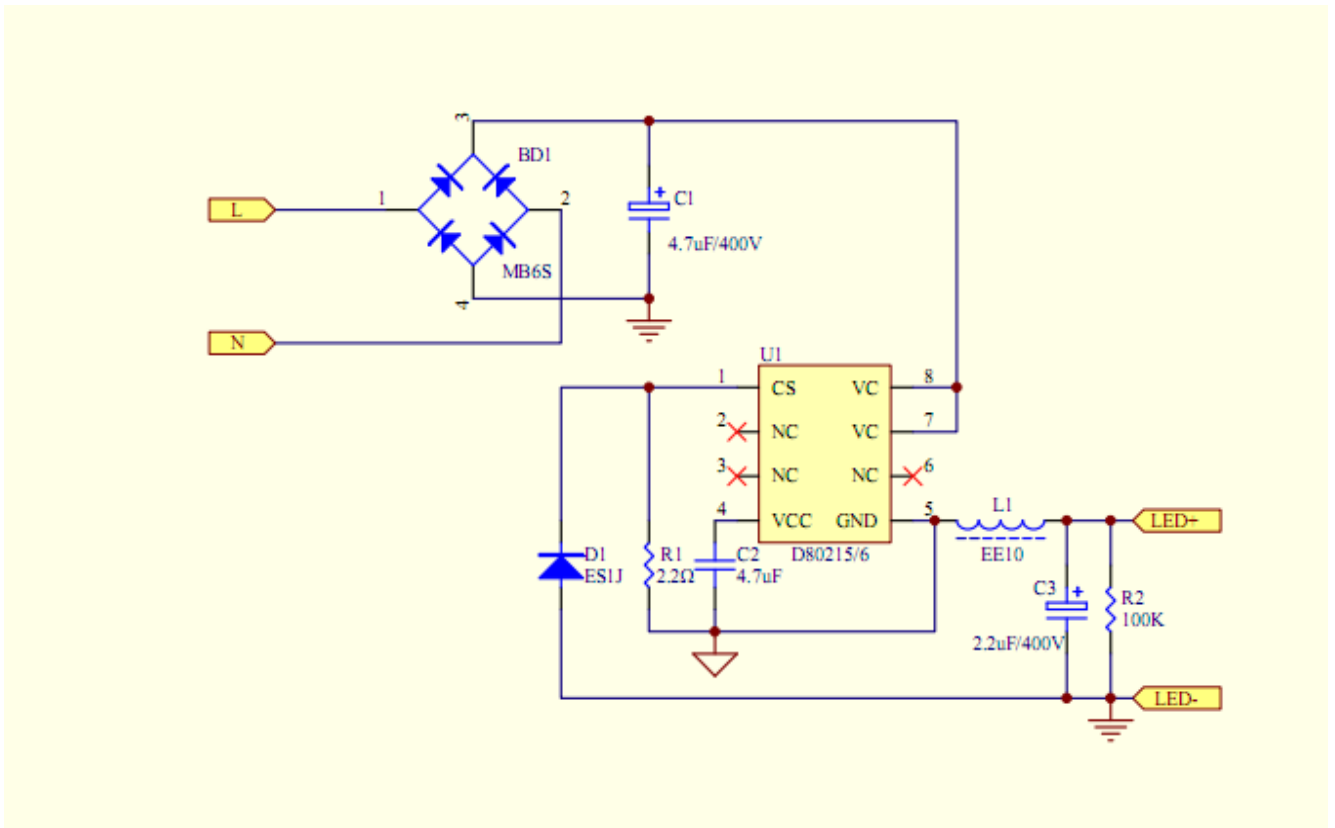 3
BD1
1
2
L
C1
4.7uF/400V
MB6S
4
N
U1
1
CS
VC
8
2
NC
VC
7
3
NC
NC
6
4
VCC
GND
5
L1
LED+
EE10
D80215/6
D1
ES1J
R1
2.2Ω
C2
4.7uF
C3
R2
100K
2.2uF/400V
LED-